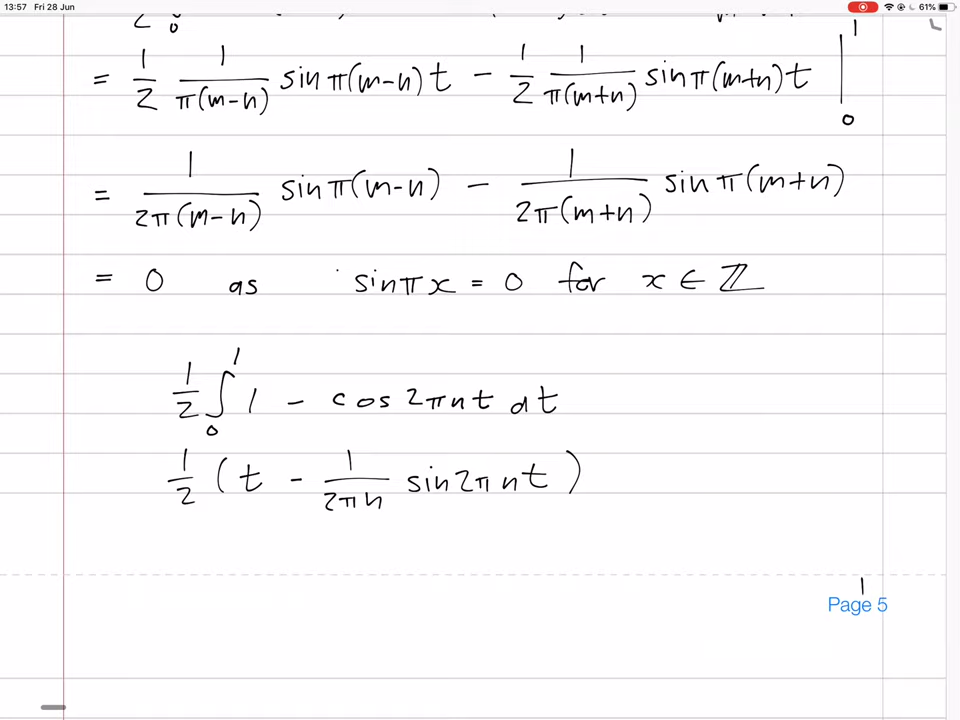 13:57 Fri 28 Jun 61%
= 1/2 1/π(m-n) sin π(m-n)t - 1/2 1/π(m+n) sin π(m+n)t |₀¹
= 1/2π(m-n) sin π(m-n) - 1/2π(m+n) sin π(m+n)
= 0 as sin πx = 0 for x ∈ ℤ
1/2 ∫₀¹ 1 - cos 2πnt dt
1/2 (t - 1/2πn sin 2πnt)
1
Page 5